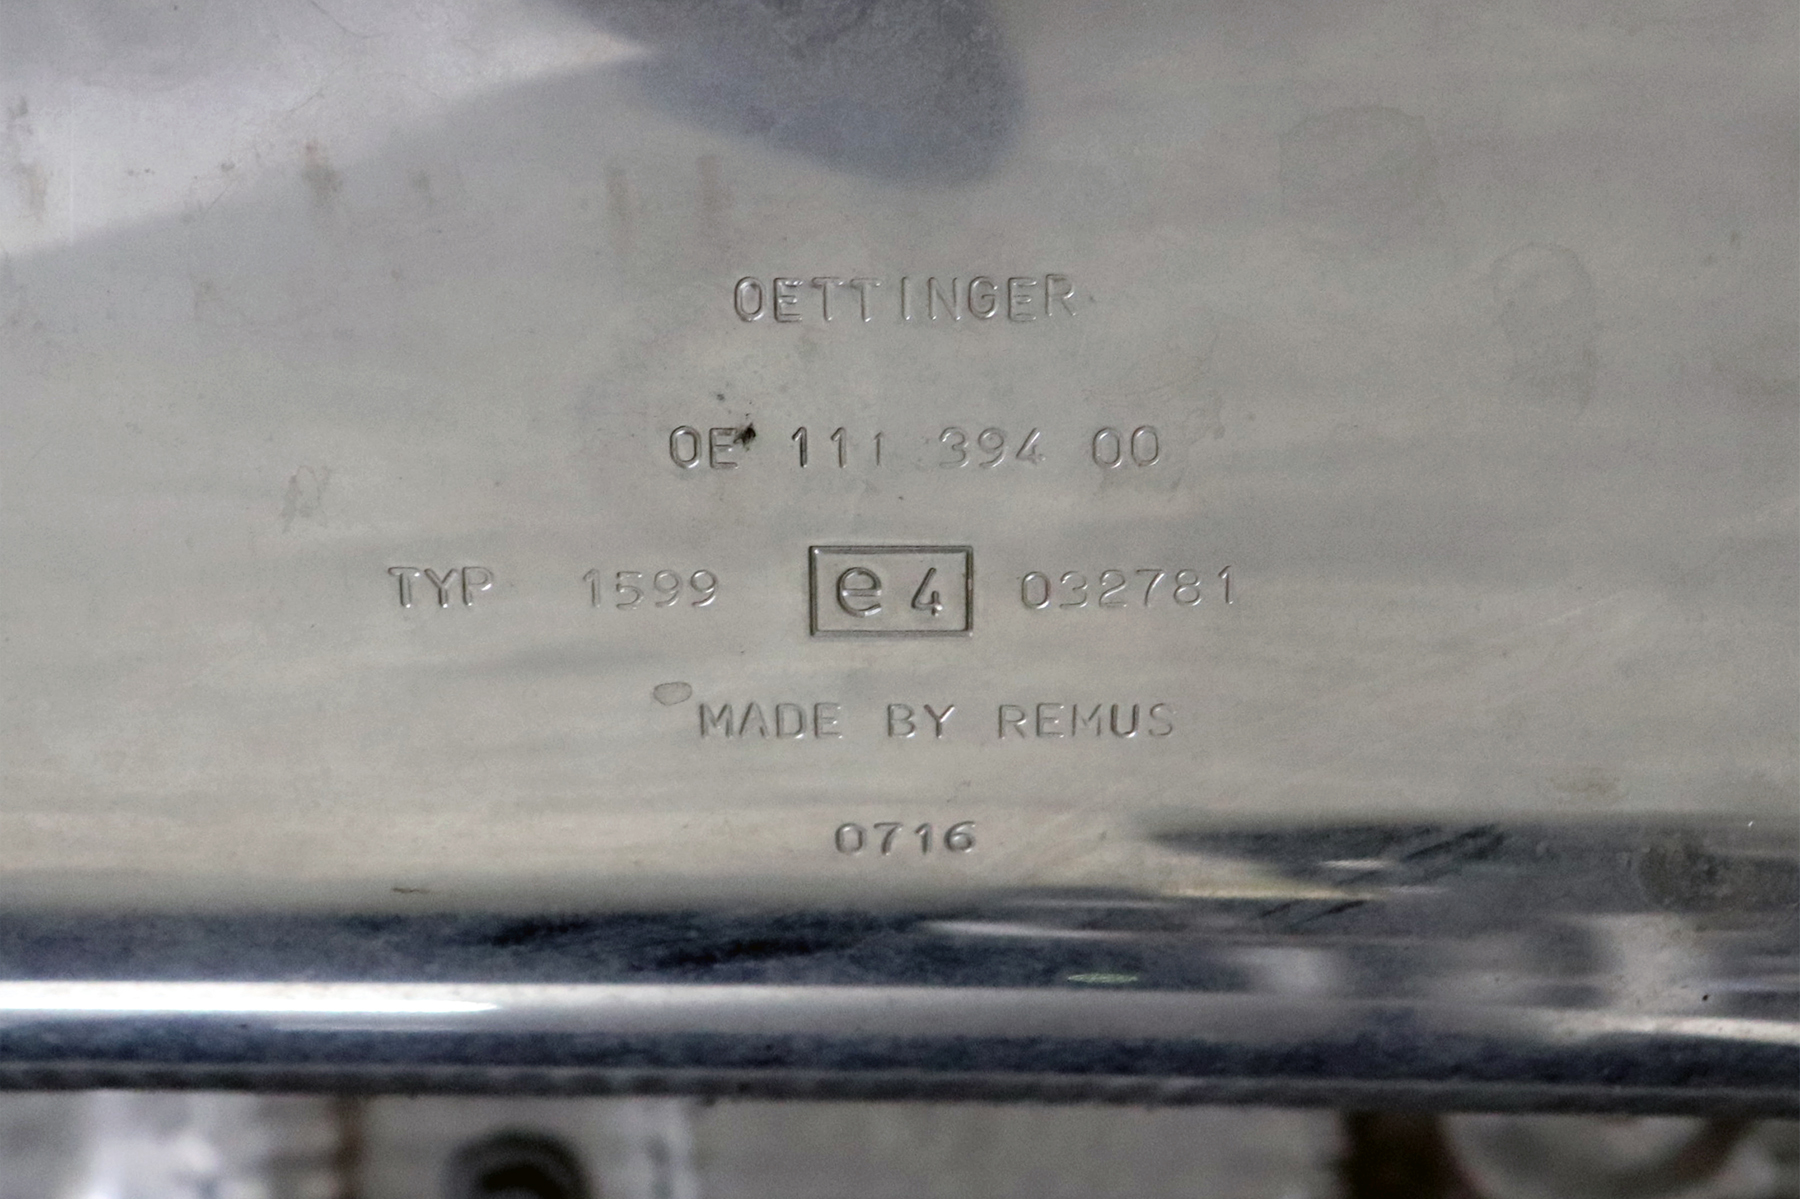 OETTINGER
OE 111 394 00
TYP 1599 e4 032781
MADE BY REMUS
0716